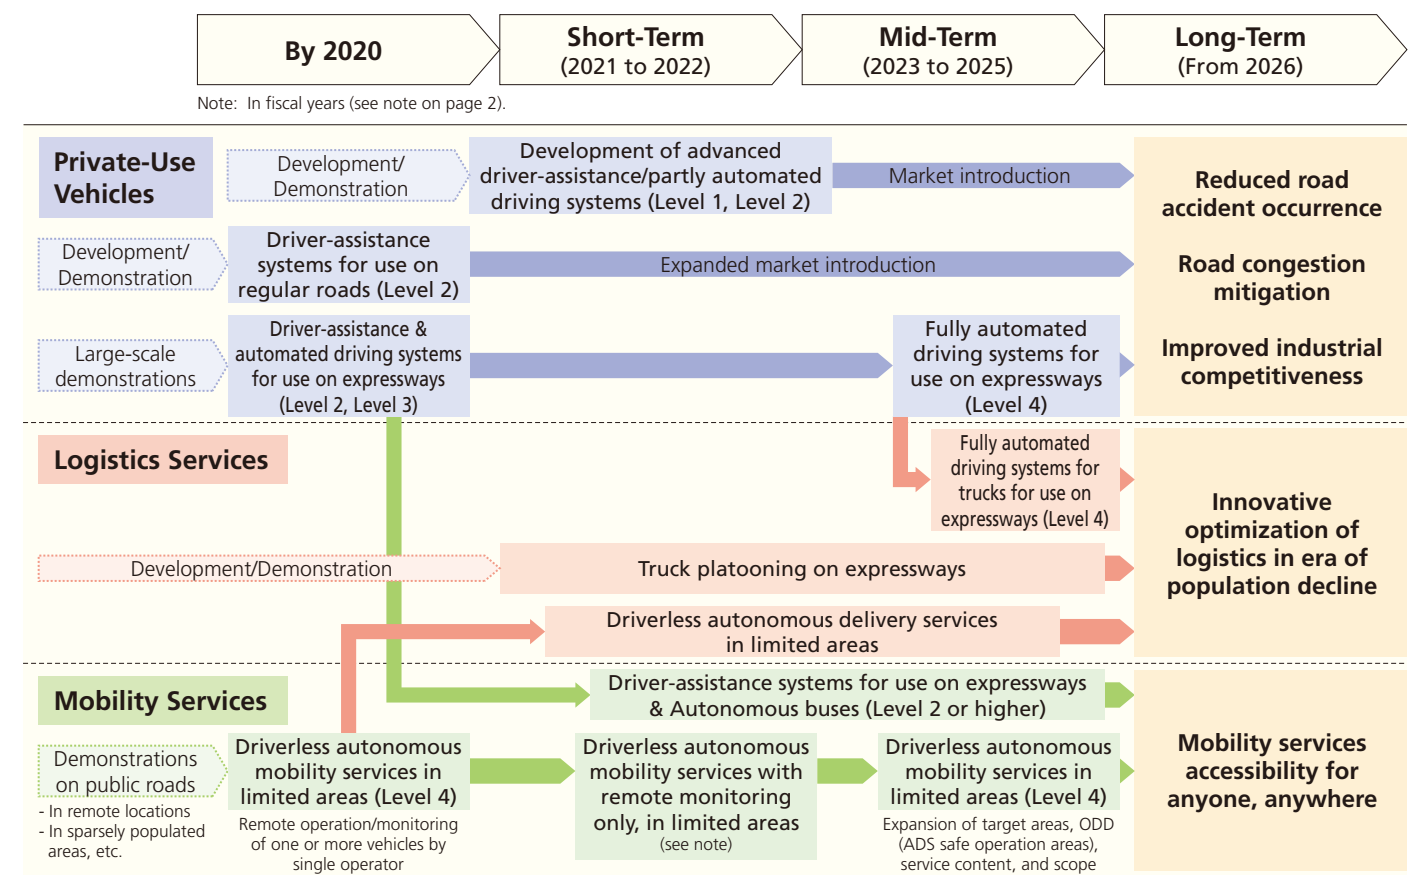 By 2020
Short-Term
(2021 to 2022)
Mid-Term
(2023 to 2025)
Long-Term
(From 2026)
Note:  In fiscal years (see note on page 2).
Private-Use
Vehicles
Development/
Demonstration
Development of advanced
driver-assistance/partly automated
driving systems (Level 1, Level 2)
Market introduction
Development/
Demonstration
Driver-assistance
systems for use on
regular roads (Level 2)
Expanded market introduction
Large-scale
demonstrations
Driver-assistance &
automated driving systems
for use on expressways
(Level 2, Level 3)
Fully automated
driving systems for
use on expressways
(Level 4)
Reduced road
accident occurrence
Road congestion
mitigation
Improved industrial
competitiveness
Logistics Services
Fully automated
driving systems for
trucks for use on
expressways (Level 4)
Development/Demonstration
Truck platooning on expressways
Driverless autonomous delivery services
in limited areas
Innovative
optimization of
logistics in era of
population decline
Mobility Services
Driver-assistance systems for use on expressways
& Autonomous buses (Level 2 or higher)
Demonstrations
on public roads
- In remote locations
- In sparsely populated
areas, etc.
Driverless autonomous
mobility services in
limited areas (Level 4)
Remote operation/monitoring
of one or more vehicles by
single operator
Driverless autonomous
mobility services with
remote monitoring
only, in limited areas
(see note)
Driverless autonomous
mobility services in
limited areas (Level 4)
Expansion of target areas, ODD
(ADS safe operation areas),
service content, and scope
Mobility services
accessibility for
anyone, anywhere